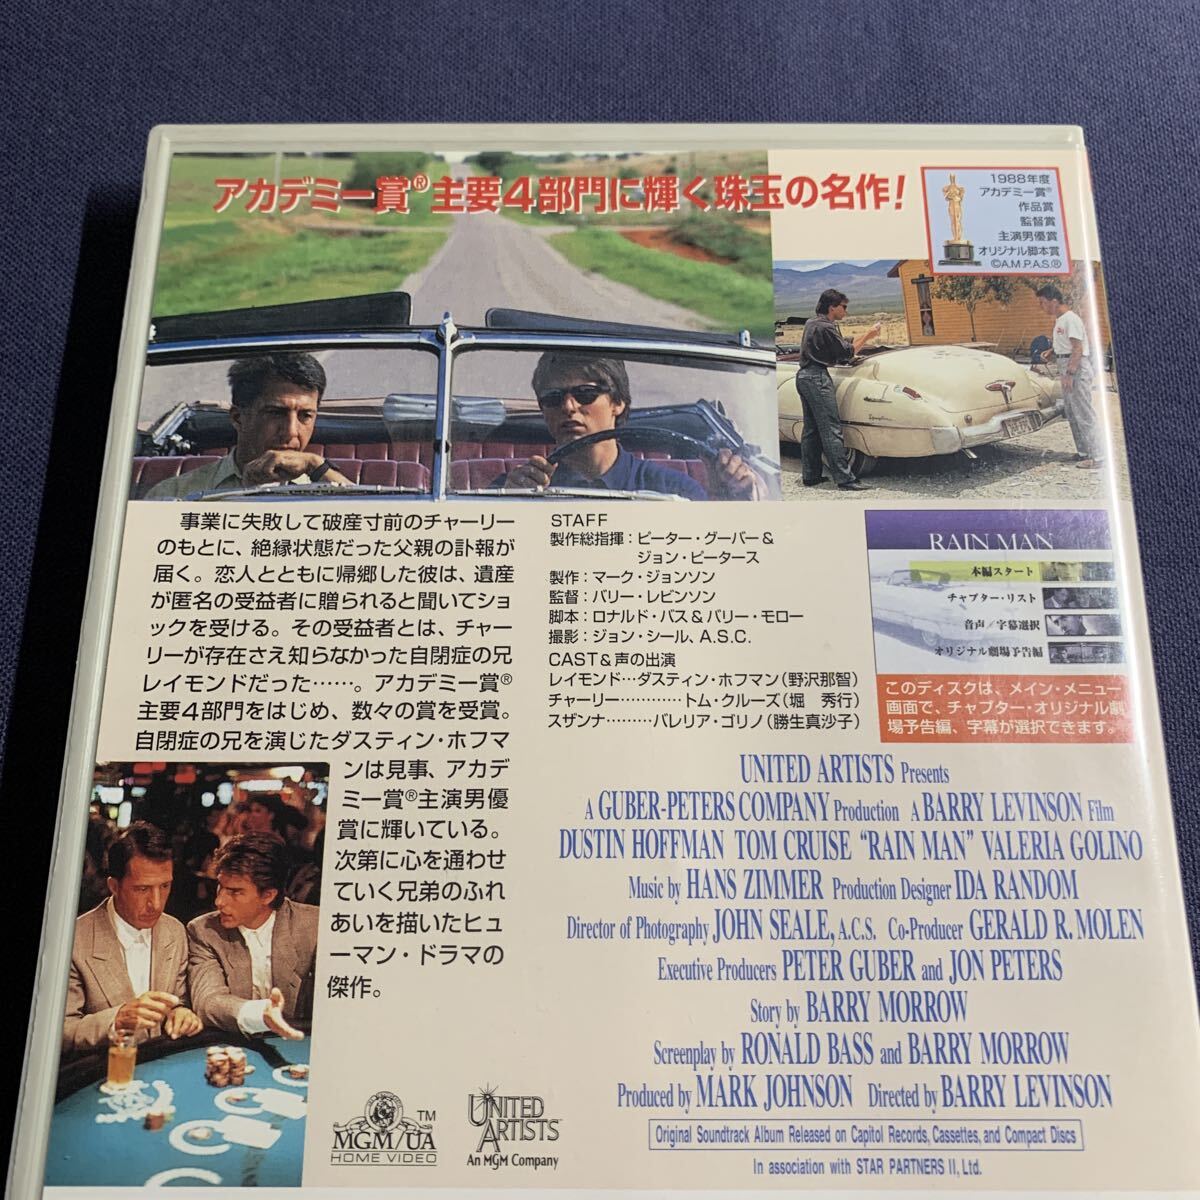 アカデミー賞®主要4部門に輝く珠玉の名作!
1988年度
アカデミー賞®
作品賞
監督賞
主演男優賞
オリジナル脚本賞
©A.M.P.A.S.®
事業に失敗して破産寸前のチャーリー
のもとに、絶縁状態だった父親の訃報が
届く。恋人とともに帰郷した彼は、遺産
が匿名の受益者に贈られると聞いてショ
ックを受ける。その受益者とは、チャー
リーが存在さえ知らなかった自閉症の兄
レイモンドだった……。アカデミー賞®
主要4部門をはじめ、数々の賞を受賞。
自閉症の兄を演じたダスティン・ホフマ
ンは見事、アカデ
ミー賞®主演男優
賞に輝いている。
次第に心を通わせ
ていく兄弟のふれ
あいを描いたヒュ
ーマン・ドラマの
傑作。
STAFF
製作総指揮:ピーター・グーバー&
ジョン・ピータース
製作:マーク・ジョンソン
監督:バリー・レビンソン
脚本:ロナルド・バス&バリー・モロー
撮影:ジョン・シール、A.S.C.
CAST&声の出演
レイモンド…ダスティン・ホフマン(野沢那智)
チャーリー…………トム・クルーズ(堀 秀行)
スザンナ………バレリア・ゴリノ(勝生真沙子)
RAIN MAN
本編スタート
チャプター・リスト
音声/字幕選択
オリジナル劇場予告編
このディスクは、メイン・メニュー
画面で、チャプター・オリジナル劇
場予告編、字幕が選択できます。
UNITED ARTISTS Presents
A GUBER-PETERS COMPANY Production A BARRY LEVINSON Film
DUSTIN HOFFMAN TOM CRUISE “RAIN MAN” VALERIA GOLINO
Music by HANS ZIMMER Production Designer IDA RANDOM
Director of Photography JOHN SEALE, A.C.S. Co-Producer GERALD R. MOLEN
Executive Producers PETER GUBER and JON PETERS
Story by BARRY MORROW
Screenplay by RONALD BASS and BARRY MORROW
Produced by MARK JOHNSON Directed by BARRY LEVINSON
Original Soundtrack Album Released on Capitol Records, Cassettes, and Compact Discs
In association with STAR PARTNERS II, Ltd.
MGM/UA™
HOME VIDEO
UNITED
ARTISTS
An MGM Company